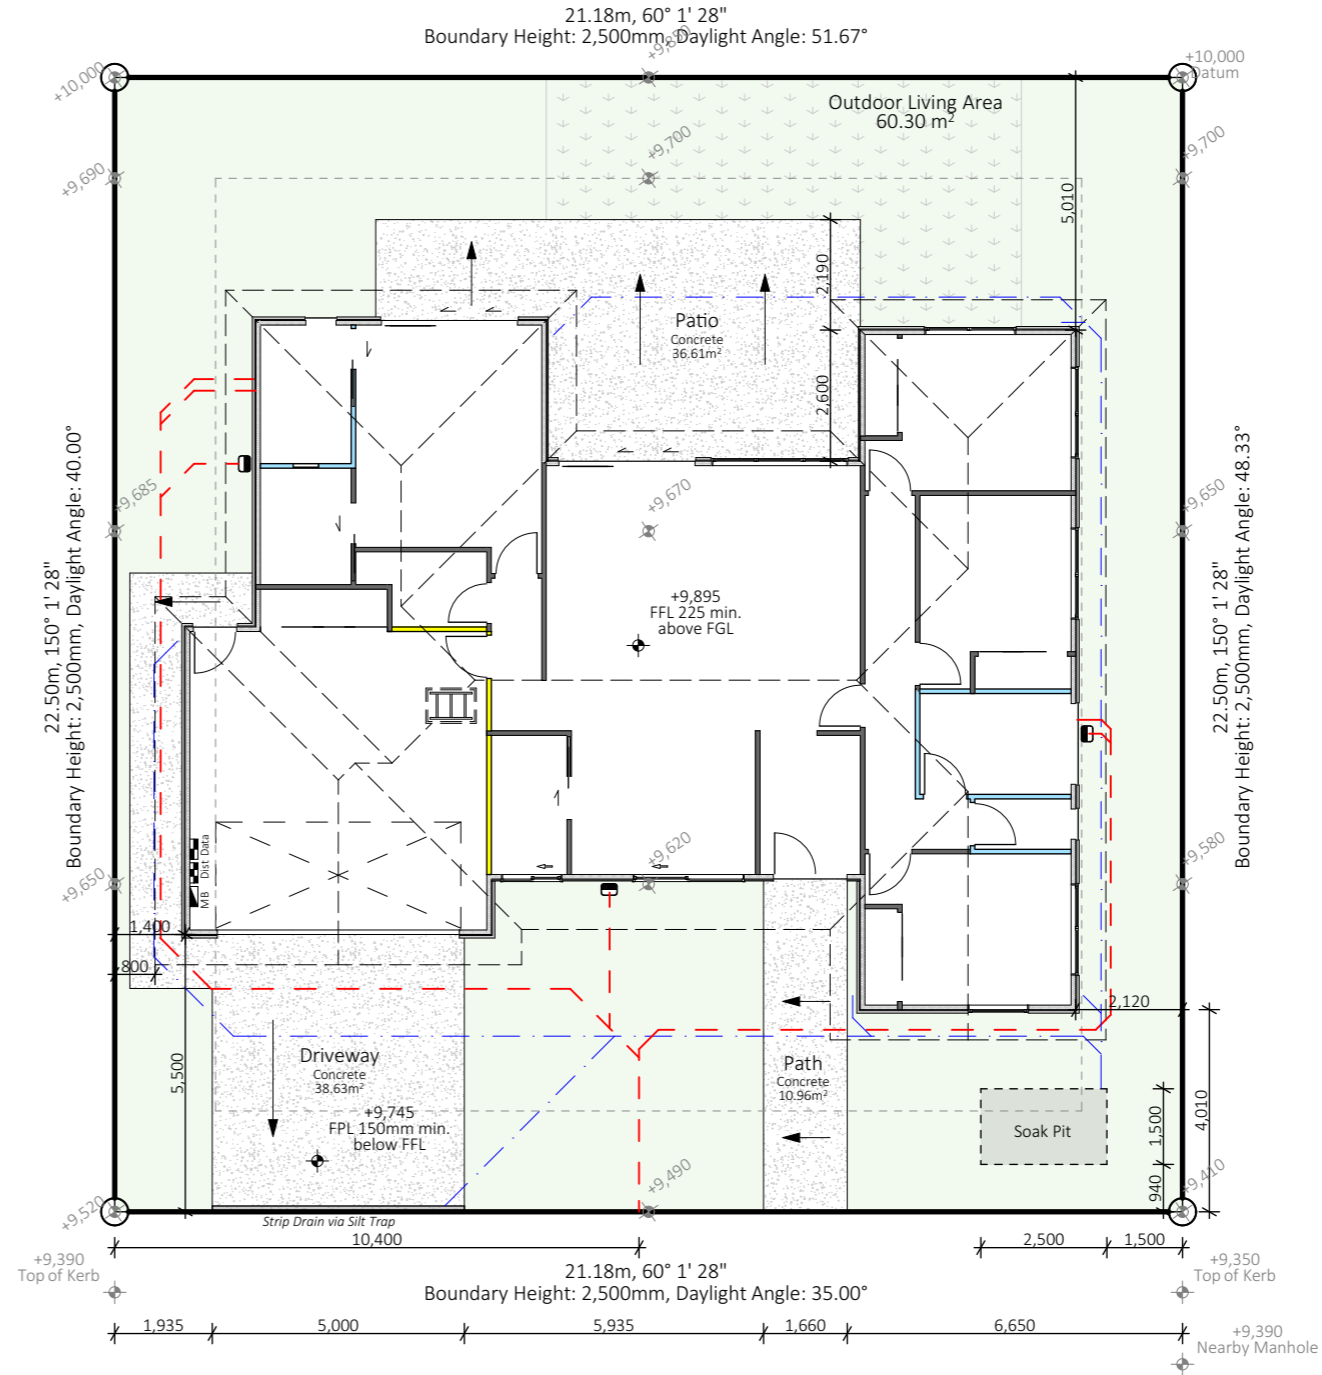 21.18m, 60° 1' 28"
Boundary Height: 2,500mm, Daylight Angle: 51.67°
+10,000
+9,880
+10,000
Datum
Outdoor Living Area
60.30 m²
+9,690
+9,700
+9,700
5,010
2,190
Patio
Concrete
36.61m²
2,600
+9,685
+9,670
+9,650
22.50m, 150° 1' 28"
Boundary Height: 2,500mm, Daylight Angle: 40.00°
22.50m, 150° 1' 28"
Boundary Height: 2,500mm, Daylight Angle: 48.33°
+9,895
FFL 225 min.
above FGL
MB Dist Data
+9,650
+9,620
+9,580
1,400
800
2,120
5,500
Driveway
Concrete
38.63m²
+9,745
FPL 150mm min.
below FFL
Path
Concrete
10.96m²
Soak Pit
1,500
4,010
940
+9,520
+9,490
+9,410
Strip Drain via Silt Trap
10,400
2,500
1,500
+9,390
Top of Kerb
+9,350
Top of Kerb
21.18m, 60° 1' 28"
Boundary Height: 2,500mm, Daylight Angle: 35.00°
1,935
5,000
5,935
1,660
6,650
+9,390
Nearby Manhole